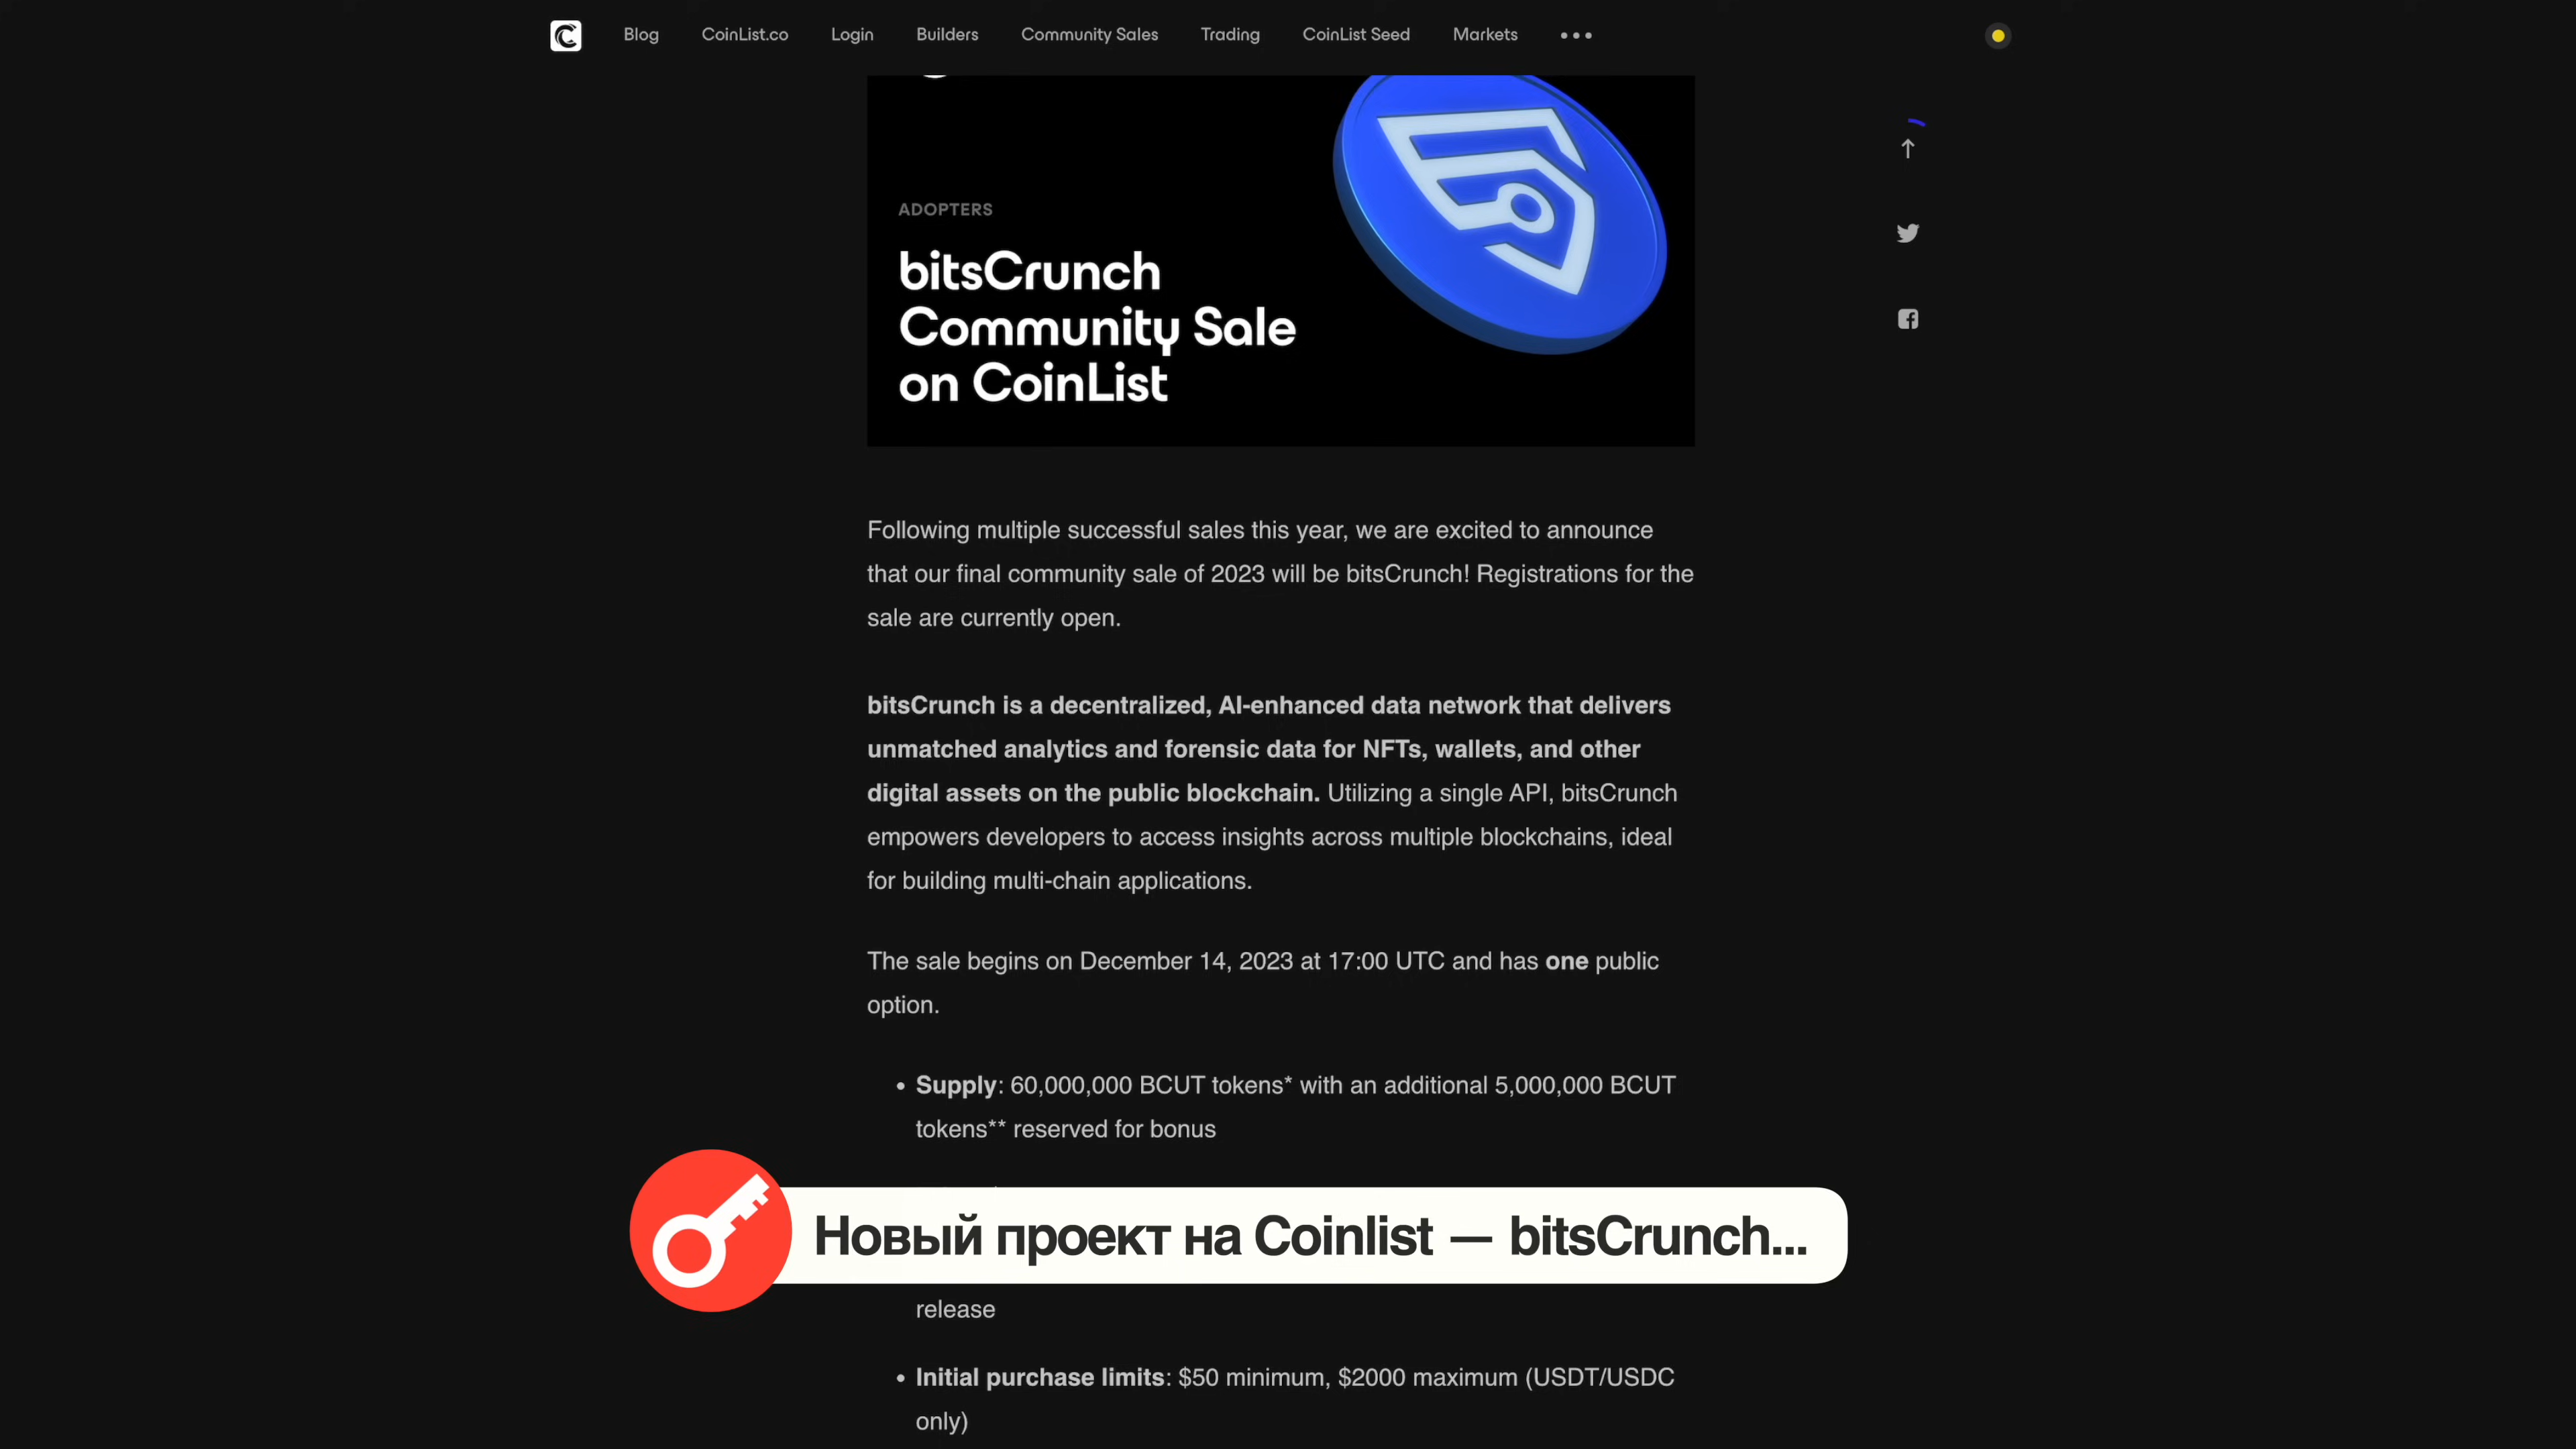 Blog CoinList.co Login Builders Community Sales Trading CoinList Seed Markets
ADOPTERS
bitsCrunch
Community Sale
on CoinList
Following multiple successful sales this year, we are excited to announce
that our final community sale of 2023 will be bitsCrunch! Registrations for the
sale are currently open.
bitsCrunch is a decentralized, AI-enhanced data network that delivers
unmatched analytics and forensic data for NFTs, wallets, and other
digital assets on the public blockchain. Utilizing a single API, bitsCrunch
empowers developers to access insights across multiple blockchains, ideal
for building multi-chain applications.
The sale begins on December 14, 2023 at 17:00 UTC and has one public
option.
• Supply: 60,000,000 BCUT tokens* with an additional 5,000,000 BCUT
tokens** reserved for bonus
Новый проект на Coinlist — bitsCrunch...
release
• Initial purchase limits: $50 minimum, $2000 maximum (USDT/USDC
only)